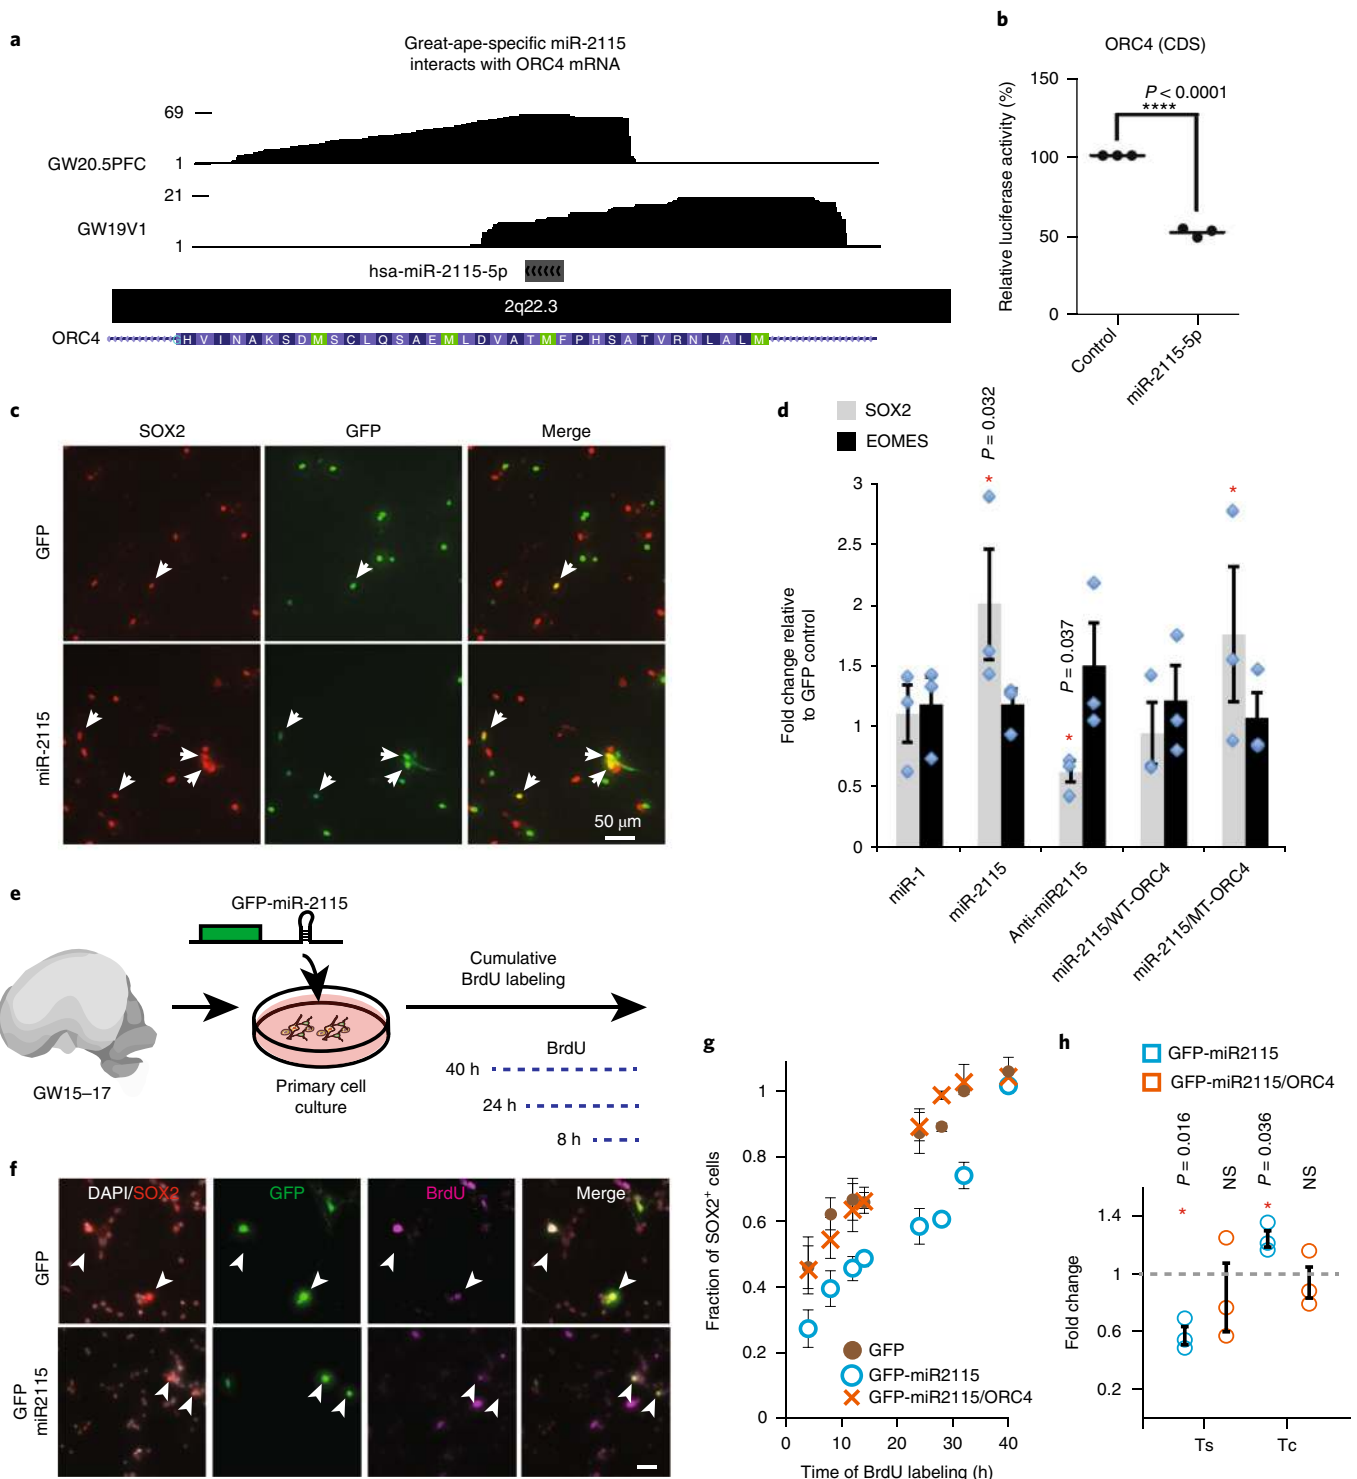 a
Great-ape-specific miR-2115
interacts with ORC4 mRNA
69
GW20.5PFC
1
21
GW19V1
1
hsa-miR-2115-5p
2q22.3
ORC4
H V I N A K S D M S C L Q S A E M L D V A T M F P H S A T V R N L A L M
b
ORC4 (CDS)
P < 0.0001
****
Relative luciferase activity (%)
150
100
50
0
Control
miR-2115-5p
c
SOX2
GFP
Merge
GFP
miR-2115
50 μm
d
SOX2
EOMES
P = 0.032
*
P = 0.037
*
*
Fold change relative
to GFP control
3
2.5
2
1.5
1
0.5
0
miR-1
miR-2115
Anti-miR2115
miR-2115/WT-ORC4
miR-2115/MT-ORC4
e
GFP-miR-2115
GW15–17
Primary cell
culture
Cumulative
BrdU labeling
BrdU
40 h
24 h
8 h
f
DAPI/SOX2
GFP
BrdU
Merge
GFP
GFP
miR2115
g
Fraction of SOX2+ cells
1
0.8
0.6
0.4
0.2
0
GFP
GFP-miR2115
GFP-miR2115/ORC4
0
10
20
30
40
Time of BrdU labeling (h)
h
GFP-miR2115
GFP-miR2115/ORC4
P = 0.016
NS
P = 0.036
NS
*
*
Fold change
1.4
1
0.6
0.2
Ts
Tc